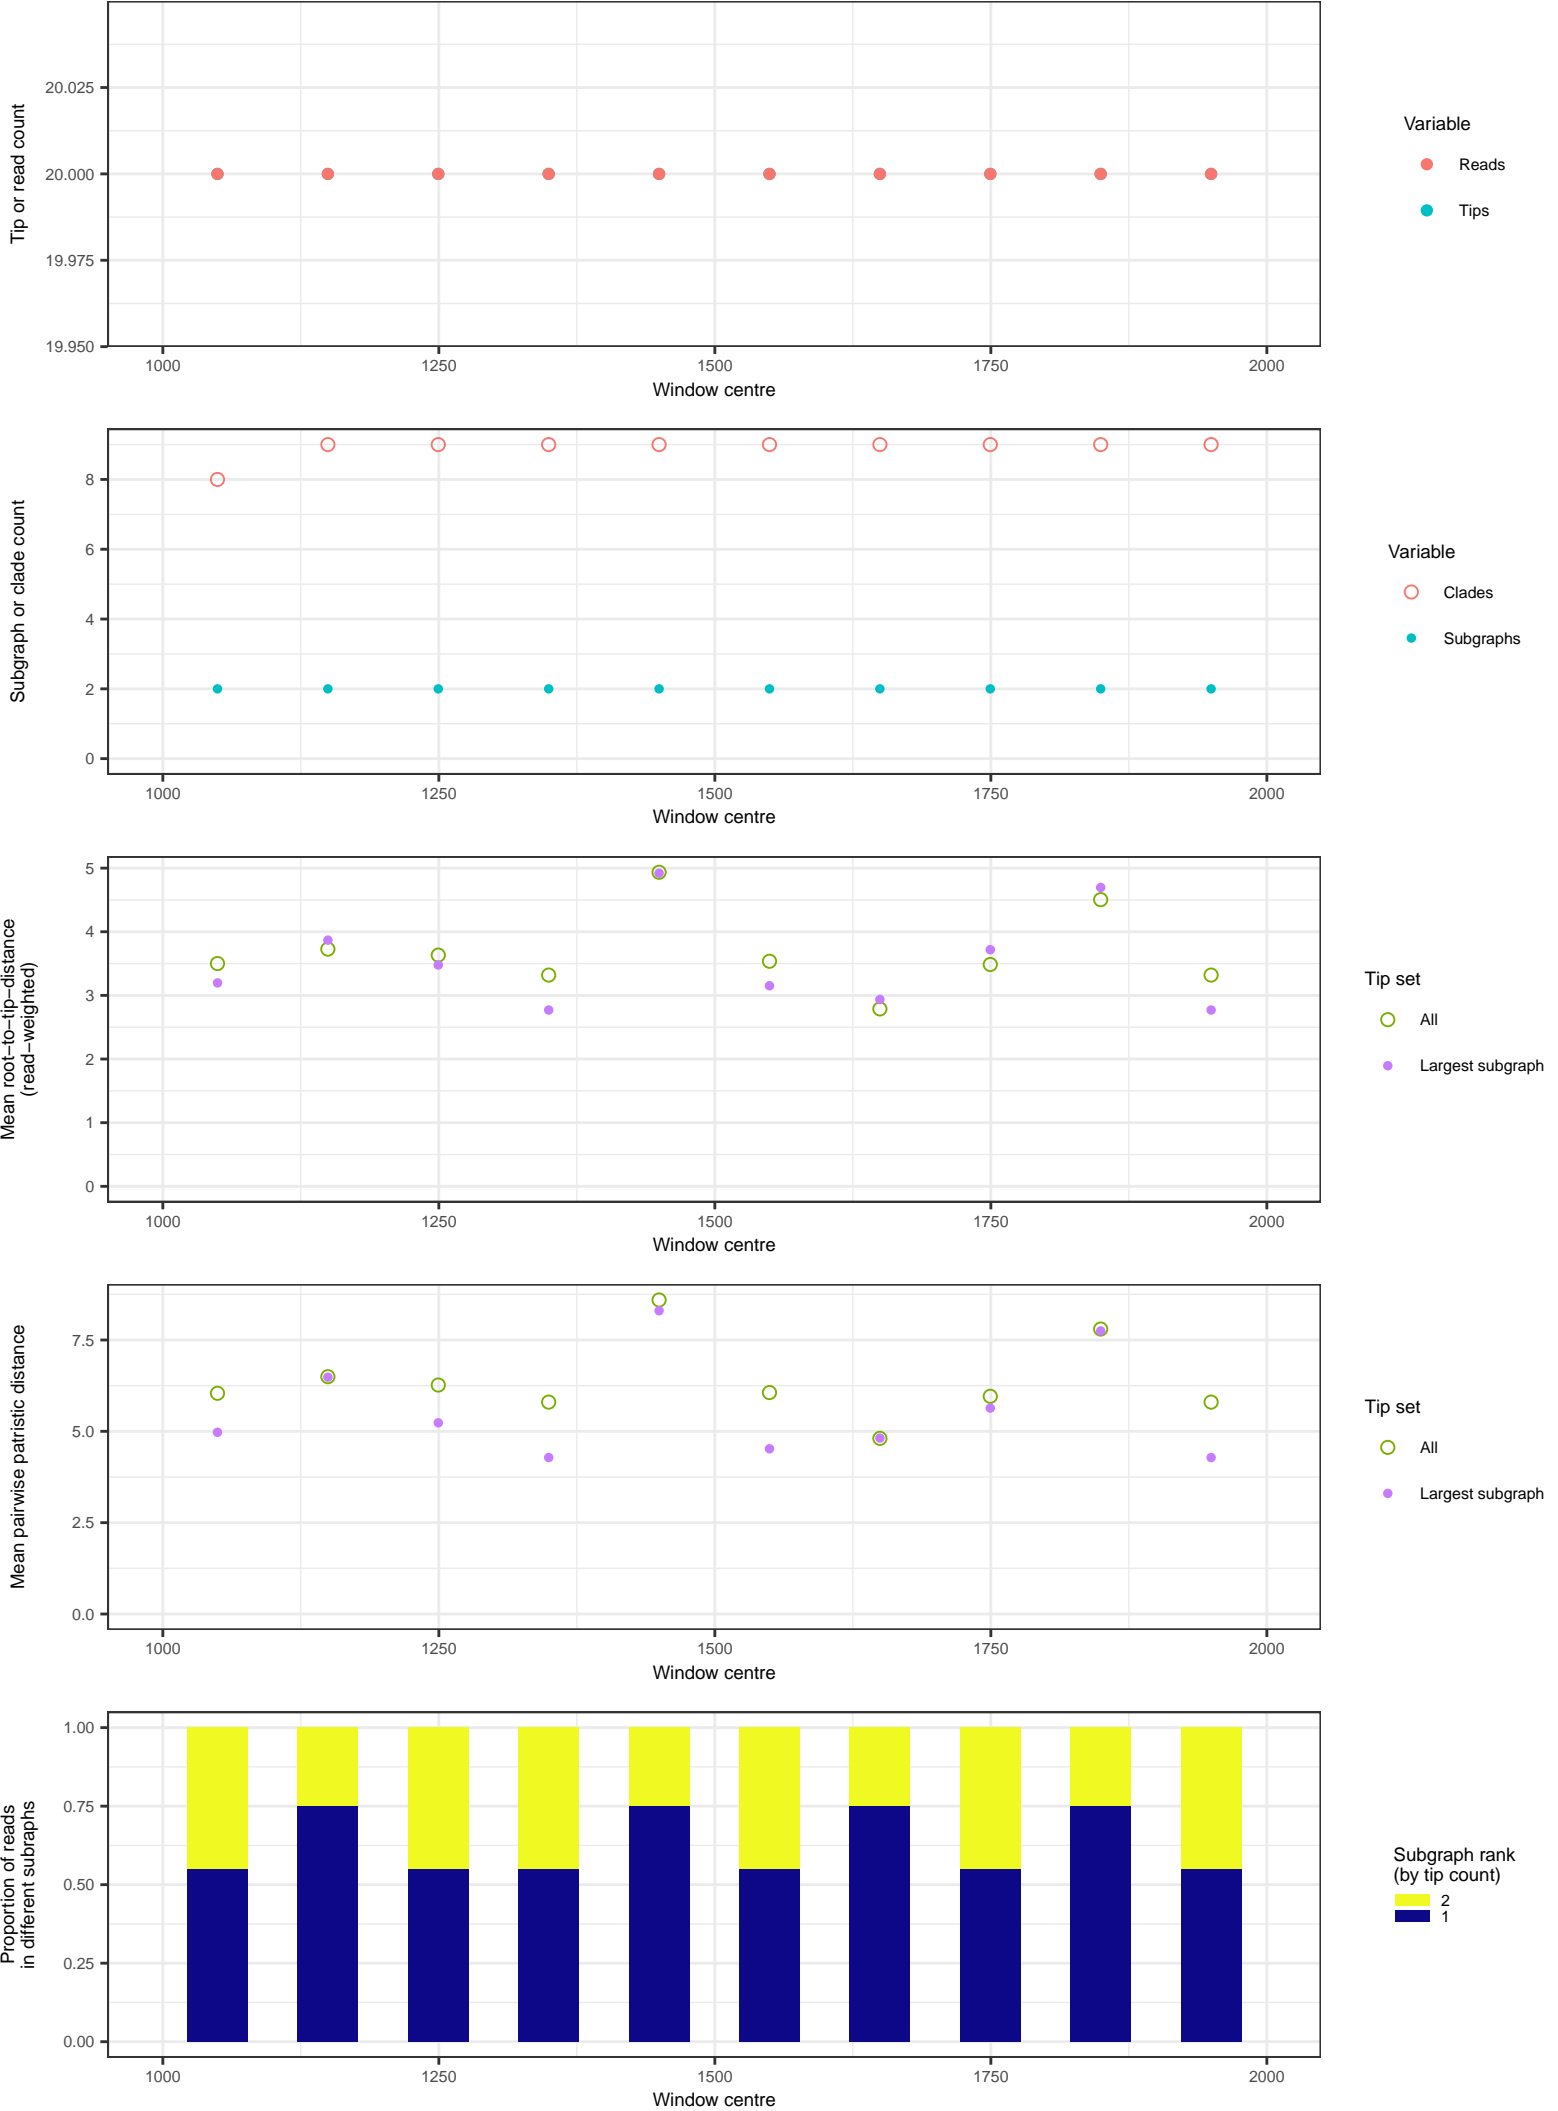 Tip or read count
20.025
20.000
19.975
19.950
1000 1250 1500 1750 2000
Window centre
Variable
Reads
Tips
Subgraph or clade count
8
6
4
2
0
1000 1250 1500 1750 2000
Window centre
Variable
Clades
Subgraphs
Mean root−to−tip−distance
(read−weighted)
5
4
3
2
1
0
1000 1250 1500 1750 2000
Window centre
Tip set
All
Largest subgraph
Mean pairwise patristic distance
7.5
5.0
2.5
0.0
1000 1250 1500 1750 2000
Window centre
Tip set
All
Largest subgraph
Proportion of reads
in different subraphs
1.00
0.75
0.50
0.25
0.00
1000 1250 1500 1750 2000
Window centre
Subgraph rank
(by tip count)
2
1